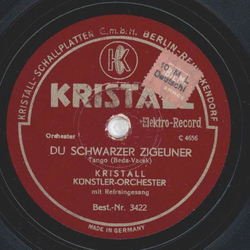 KRISTALL-SCHALLPLATTEN G.m.b.H. BERLIN-REINICKENDORF
K
KRISTALL
Elektro-Record
Orchester
C 4656
DU SCHWARZER ZIGEUNER
Tango (Beda-Vacek)
KRISTALL
KÜNSTLER-ORCHESTER
mit Refraingesang
Best.-Nr. 3422
MADE IN GERMANY